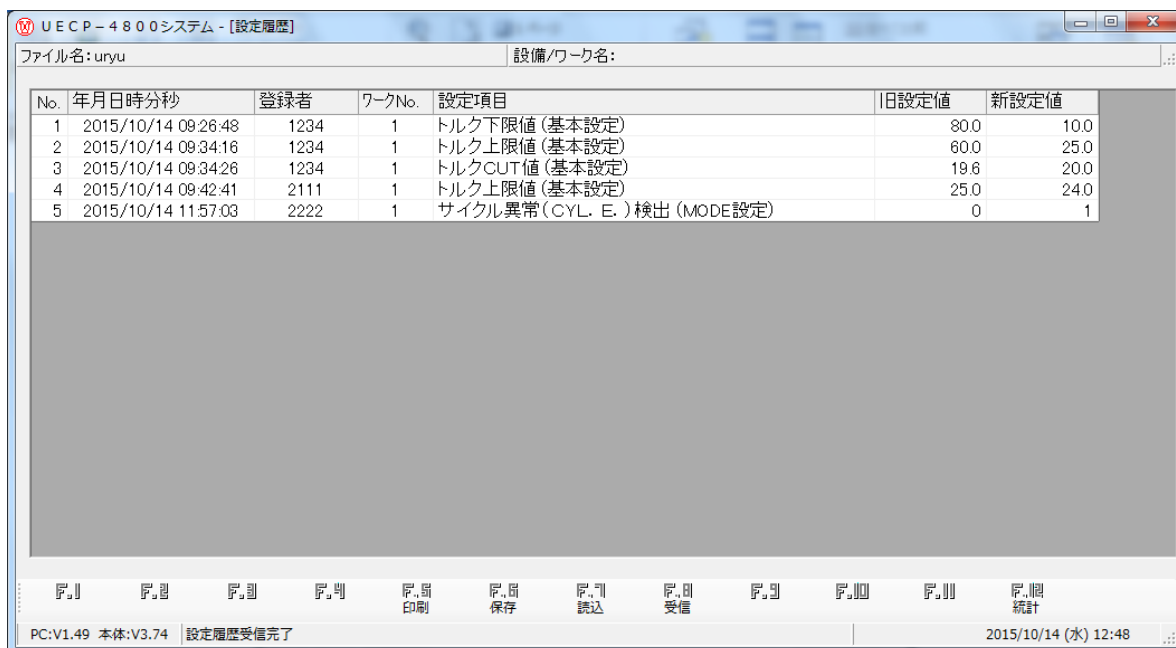 UECP-4800システム - [設定履歴]
ファイル名:uryu 設備/ワーク名:
No. 年月日時分秒 登録者 ワークNo. 設定項目 旧設定値 新設定値
1 2015/10/14 09:26:48 1234 1 トルク下限値(基本設定) 80.0 10.0
2 2015/10/14 09:34:16 1234 1 トルク上限値(基本設定) 60.0 25.0
3 2015/10/14 09:34:26 1234 1 トルクCUT値(基本設定) 19.6 20.0
4 2015/10/14 09:42:41 2111 1 トルク上限値(基本設定) 25.0 24.0
5 2015/10/14 11:57:03 2222 1 サイクル異常(CYL. E.)検出(MODE設定) 0 1
F.1 F.2 F.3 F.4 F.5 F.6 F.7 F.8 F.9 F.10 F.11 F.12
印刷 保存 読込 受信 統計
PC:V1.49 本体:V3.74 設定履歴受信完了 2015/10/14 (水) 12:48